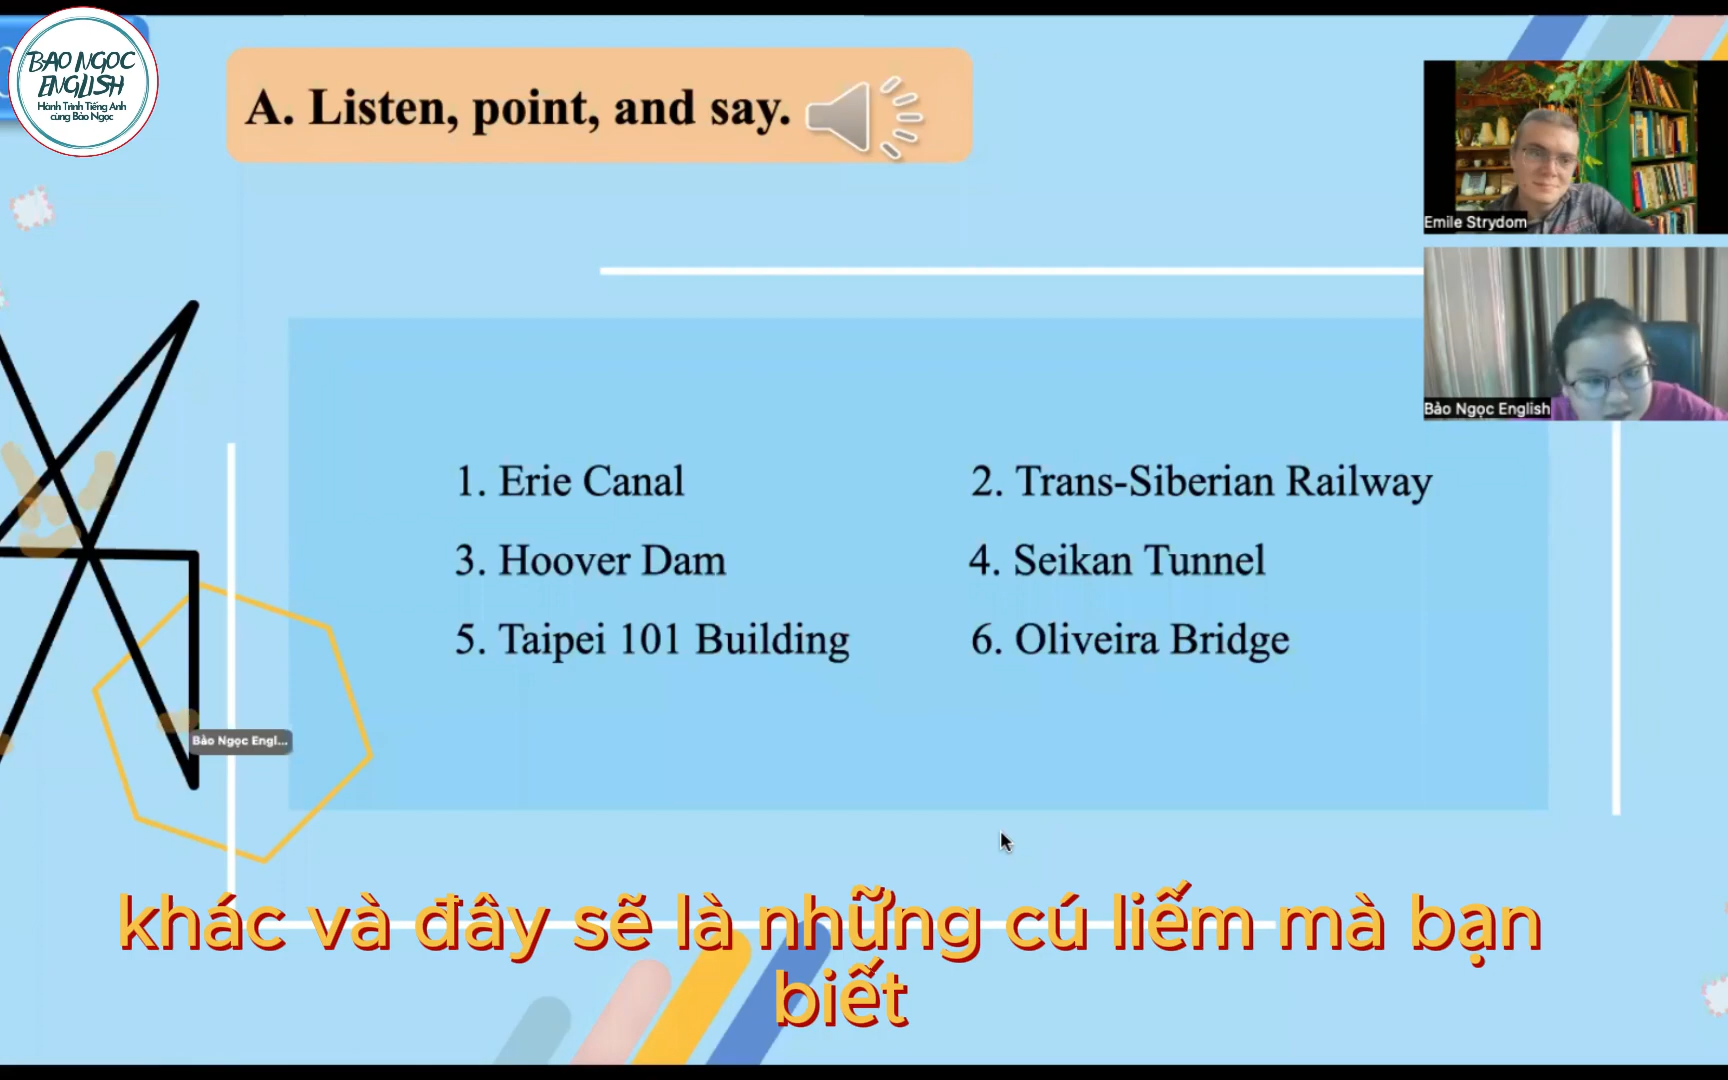 BAO NGOC
ENGLISH
Hành Trình Tiếng Anh
cùng Bảo Ngọc
A. Listen, point, and say.
Emile Strydom
Bảo Ngọc English
1. Erie Canal
2. Trans-Siberian Railway
3. Hoover Dam
4. Seikan Tunnel
5. Taipei 101 Building
6. Oliveira Bridge
Bảo Ngọc Engl...
khác và đây sẽ là những cú liếm mà bạn
biết